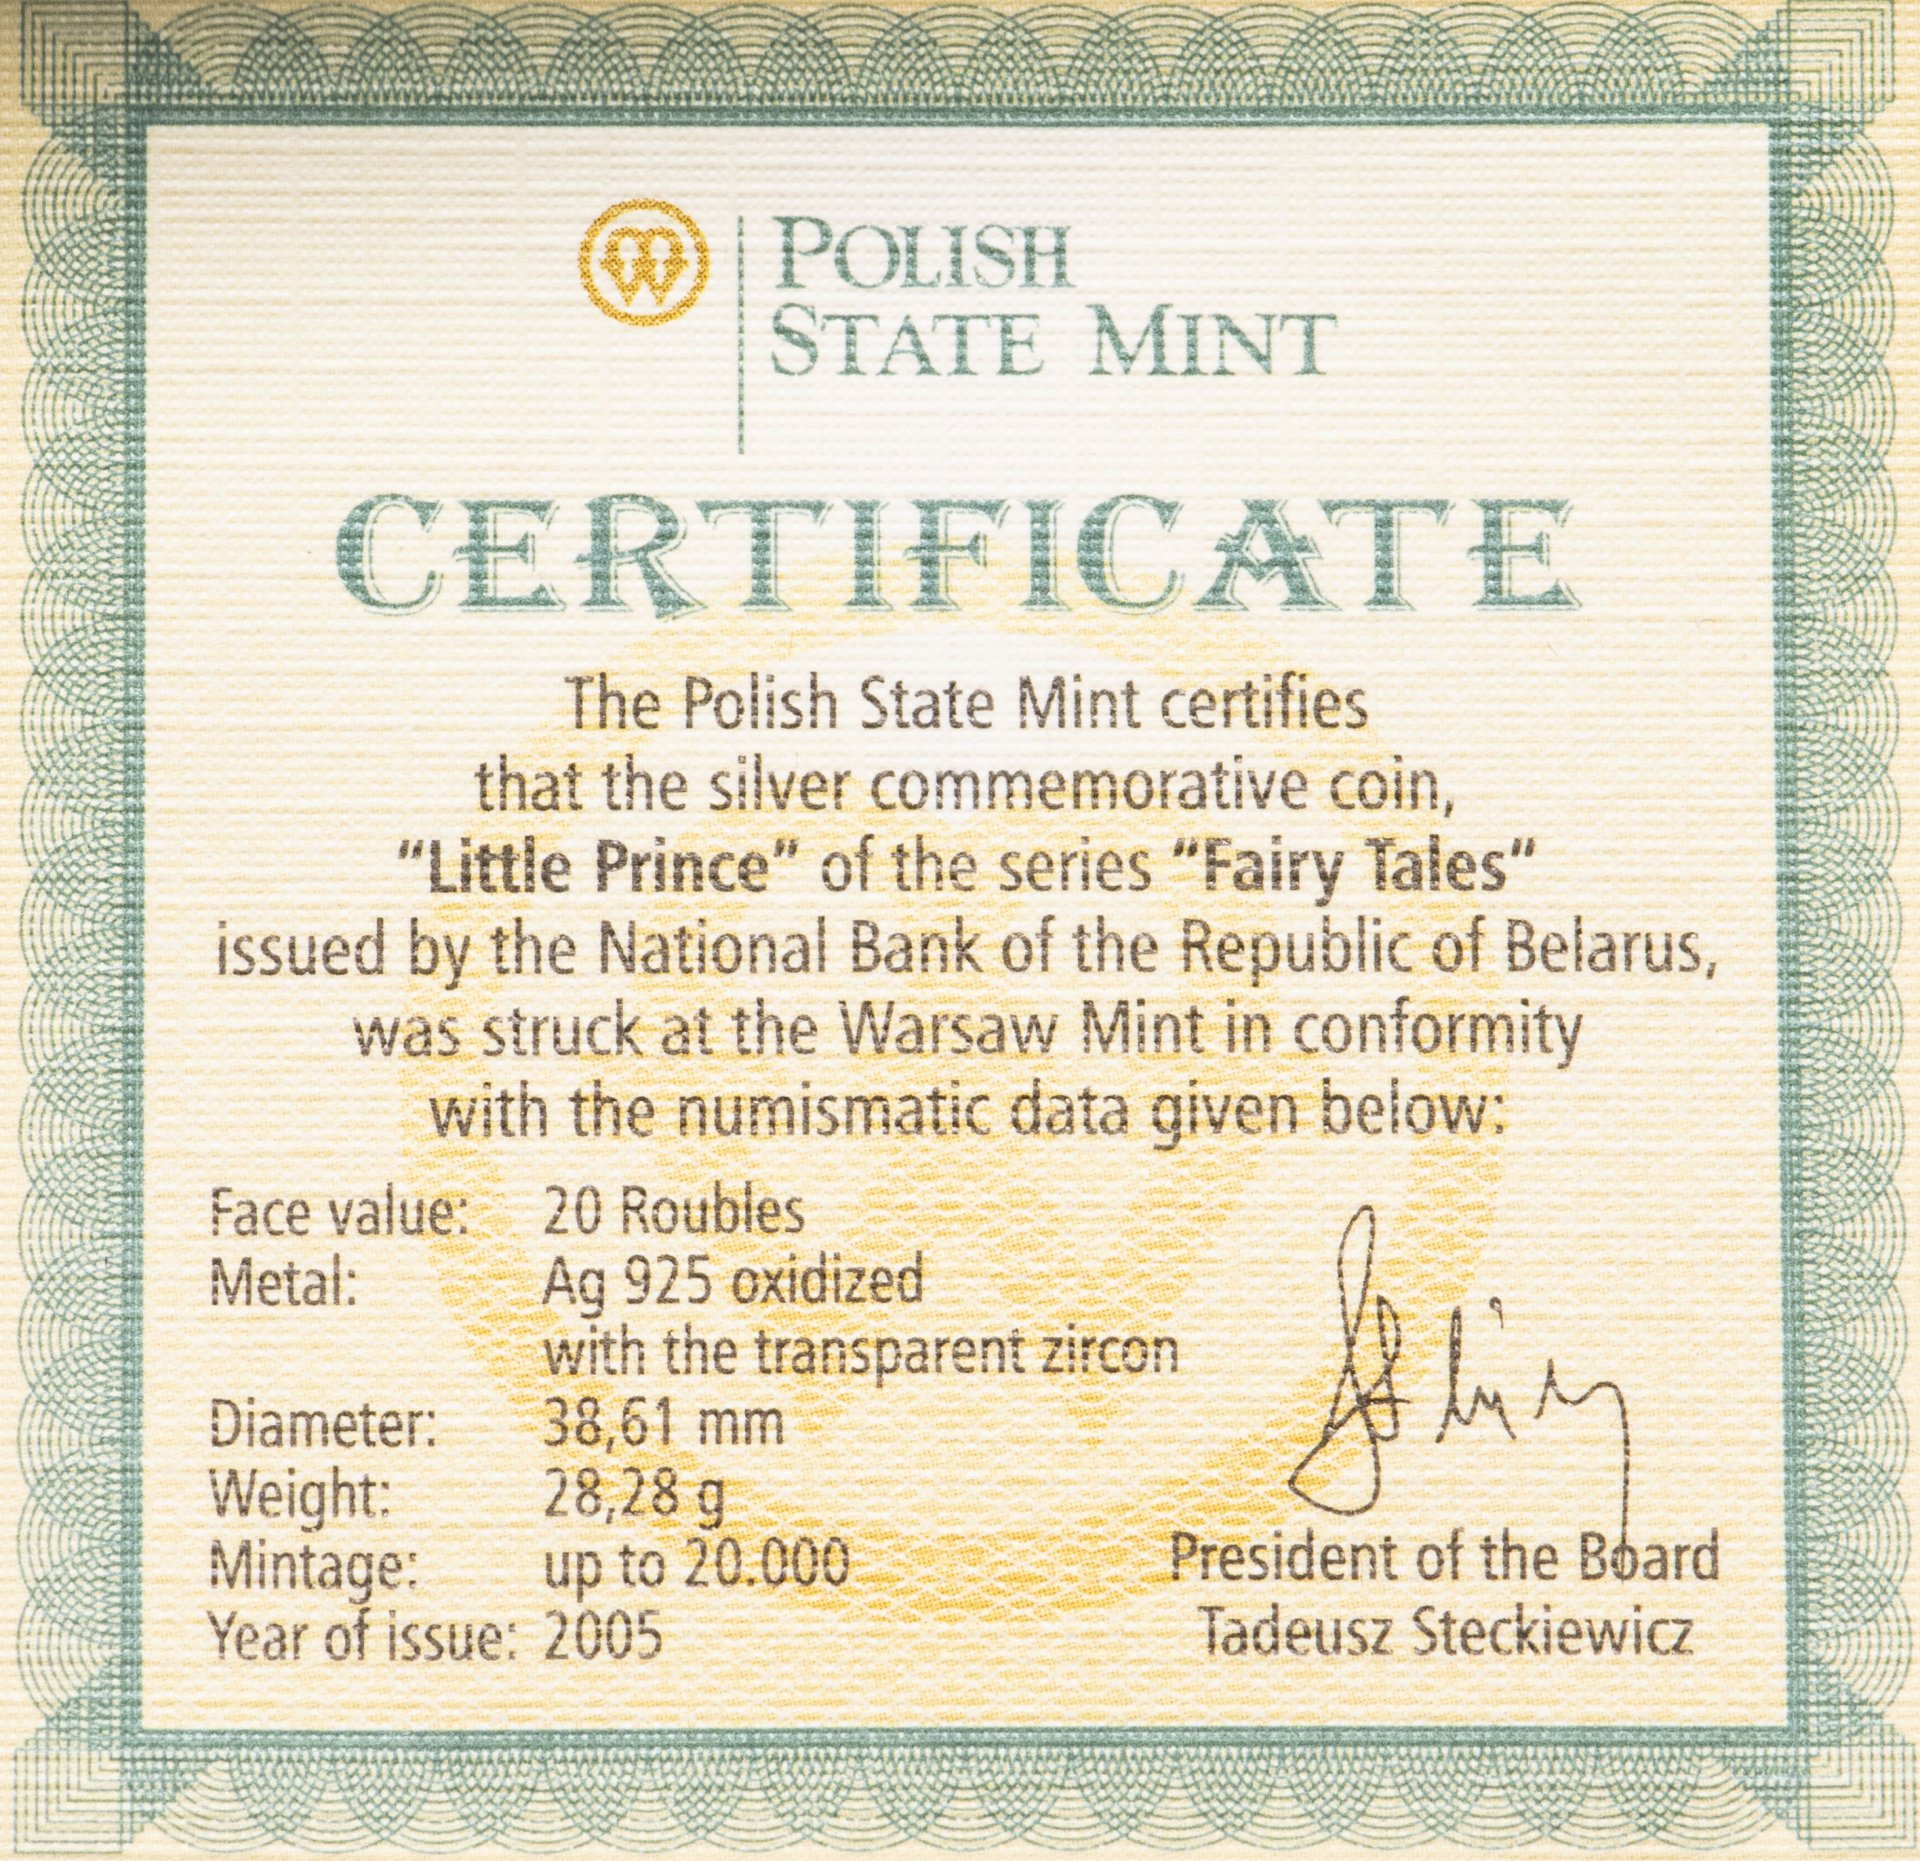 POLISH
STATE MINT
CERTIFICATE
The Polish State Mint certifies
that the silver commemorative coin,
“Little Prince” of the series “Fairy Tales“
issued by the National Bank of the Republic of Belarus,
was struck at the Warsaw Mint in conformity
with the numismatic data given below:
Face value: 20 Roubles
Metal: Ag 925 oxidized
with the transparent zircon
Diameter: 38,61 mm
Weight: 28,28 g
Mintage: up to 20.000
Year of issue: 2005
President of the Board
Tadeusz Steckiewicz